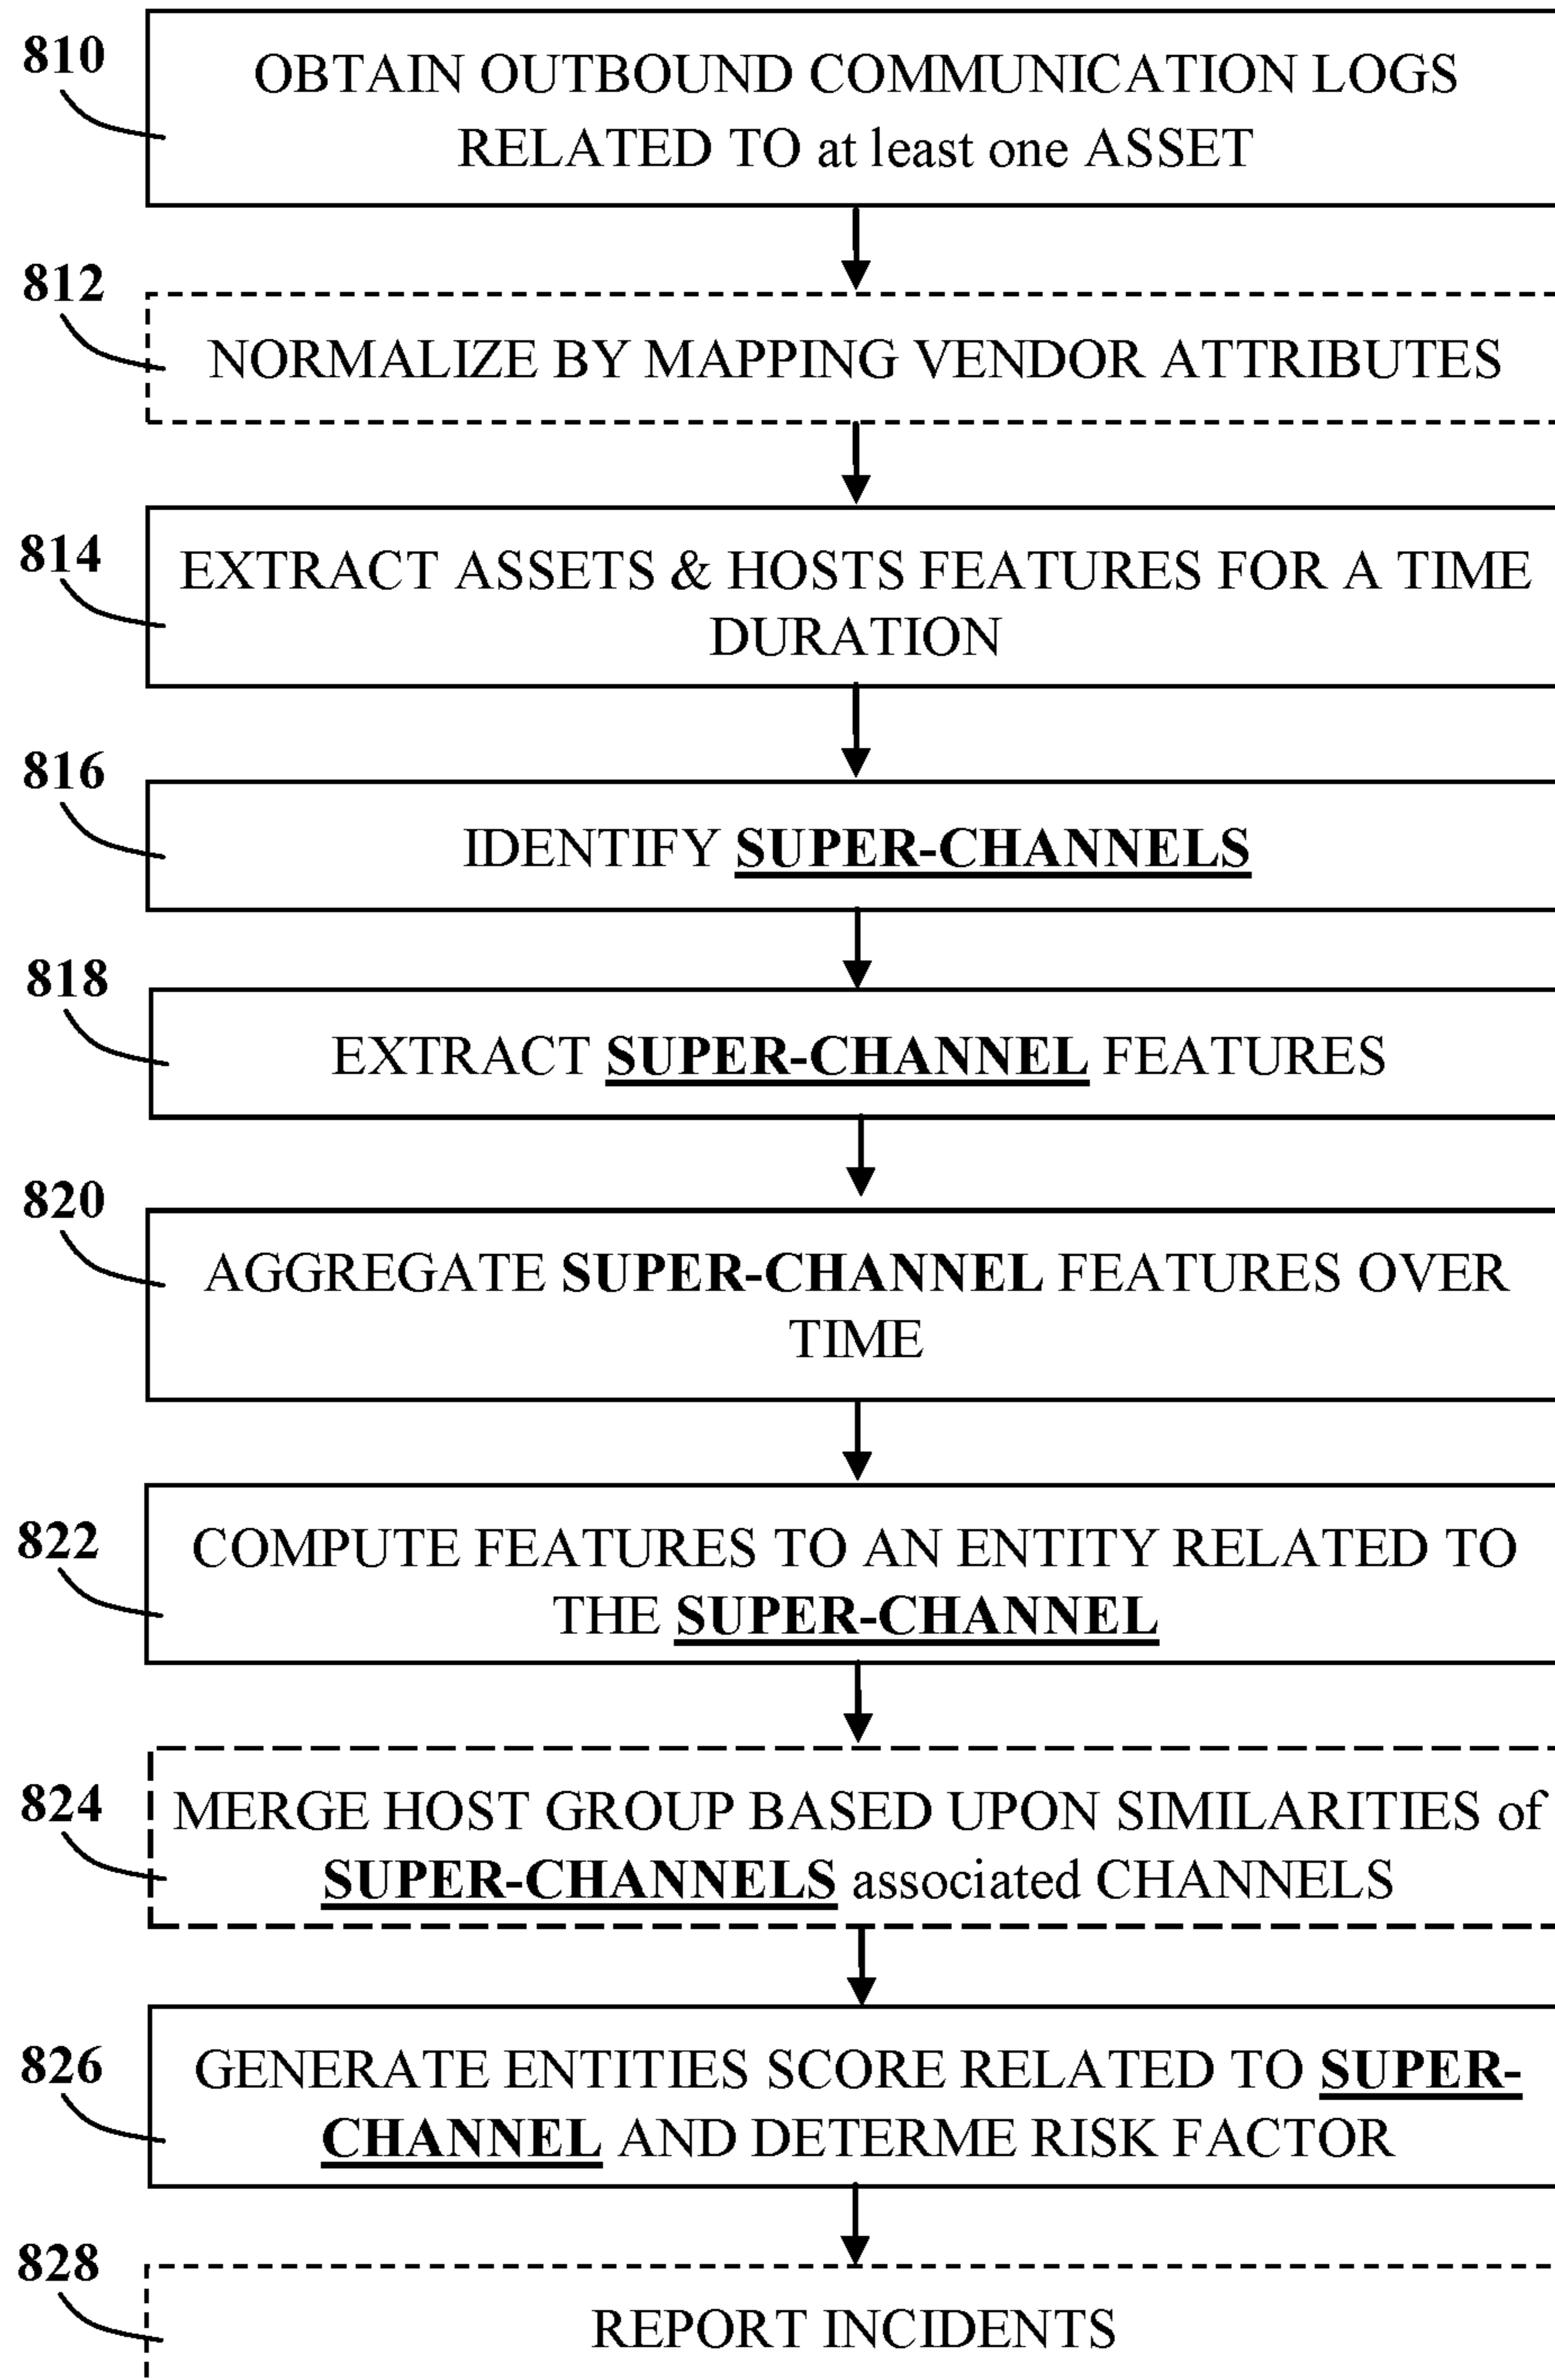 810
OBTAIN OUTBOUND COMMUNICATION LOGS
RELATED TO at least one ASSET
812
NORMALIZE BY MAPPING VENDOR ATTRIBUTES
814
EXTRACT ASSETS & HOSTS FEATURES FOR A TIME
DURATION
816
IDENTIFY SUPER-CHANNELS
818
EXTRACT SUPER-CHANNEL FEATURES
820
AGGREGATE SUPER-CHANNEL FEATURES OVER
TIME
822
COMPUTE FEATURES TO AN ENTITY RELATED TO
THE SUPER-CHANNEL
824
MERGE HOST GROUP BASED UPON SIMILARITIES of
SUPER-CHANNELS associated CHANNELS
826
GENERATE ENTITIES SCORE RELATED TO SUPER-
CHANNEL AND DETERME RISK FACTOR
828
REPORT INCIDENTS